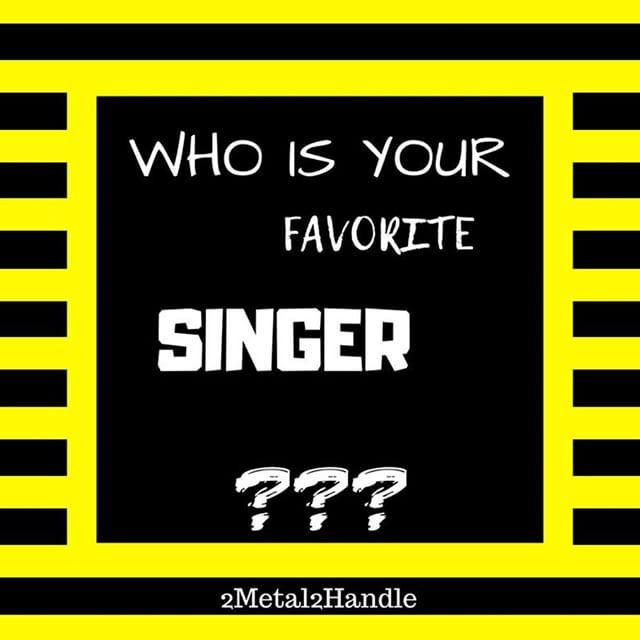 WHO IS YOUR
FAVORITE
SINGER
???
2Metal2Handle